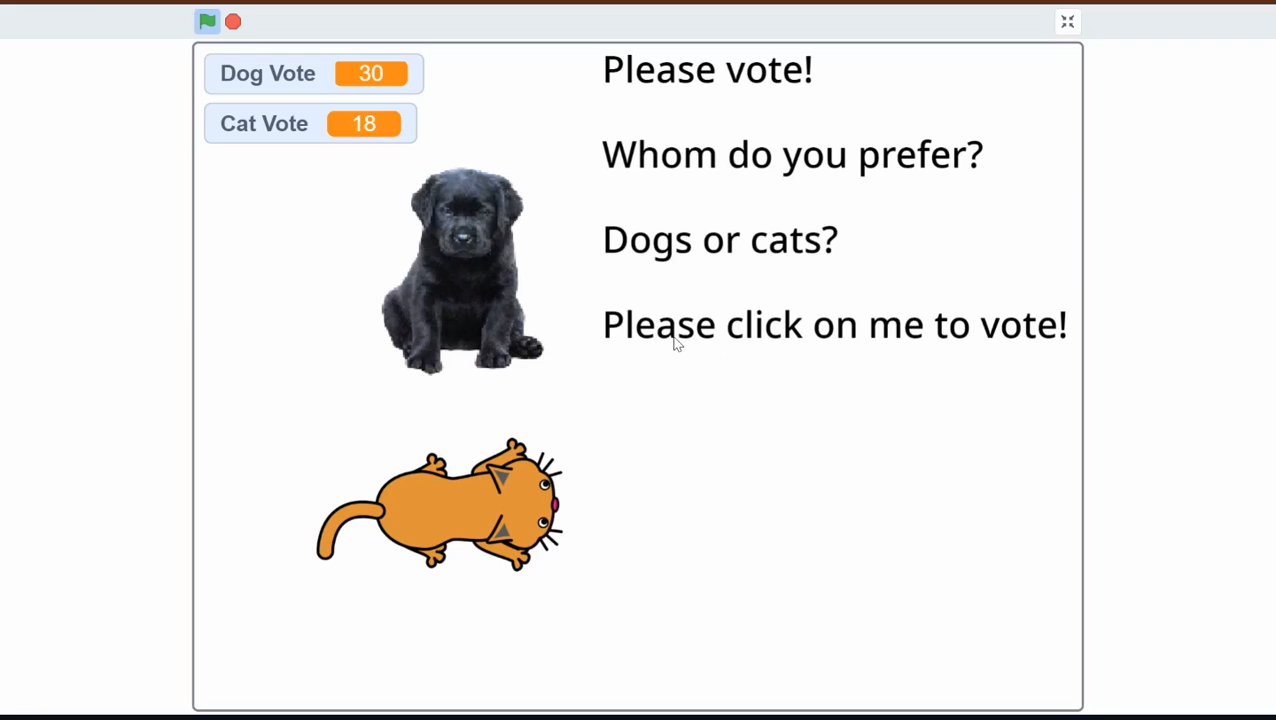 Dog Vote 30
Cat Vote 18
Please vote!
Whom do you prefer?
Dogs or cats?
Please click on me to vote!